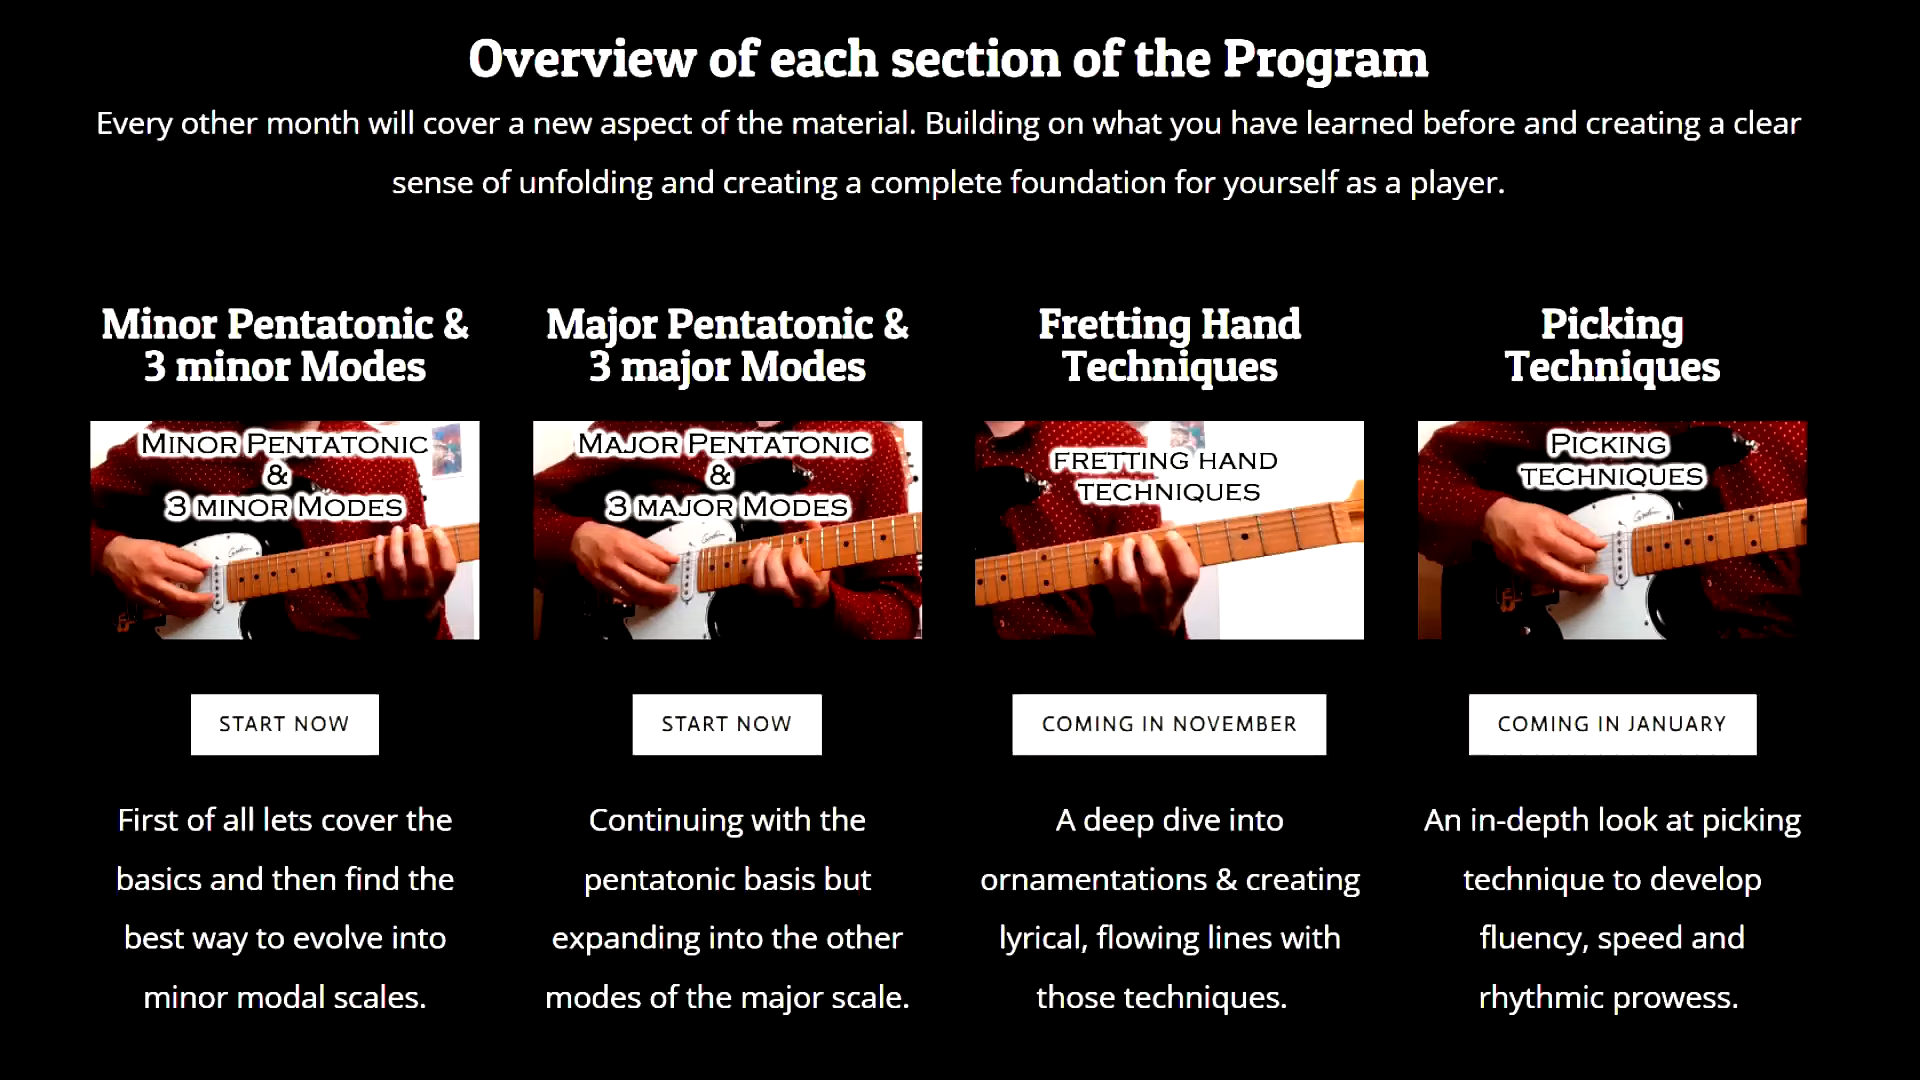 Overview of each section of the Program
Every other month will cover a new aspect of the material. Building on what you have learned before and creating a clear
sense of unfolding and creating a complete foundation for yourself as a player.
Minor Pentatonic &
3 minor Modes
MINOR PENTATONIC
&
3 MINOR MODES
START NOW
First of all lets cover the
basics and then find the
best way to evolve into
minor modal scales.
Major Pentatonic &
3 major Modes
MAJOR PENTATONIC
&
3 MAJOR MODES
START NOW
Continuing with the
pentatonic basis but
expanding into the other
modes of the major scale.
Fretting Hand
Techniques
FRETTING HAND
TECHNIQUES
COMING IN NOVEMBER
A deep dive into
ornamentations & creating
lyrical, flowing lines with
those techniques.
Picking
Techniques
PICKING
TECHNIQUES
COMING IN JANUARY
An in-depth look at picking
technique to develop
fluency, speed and
rhythmic prowess.